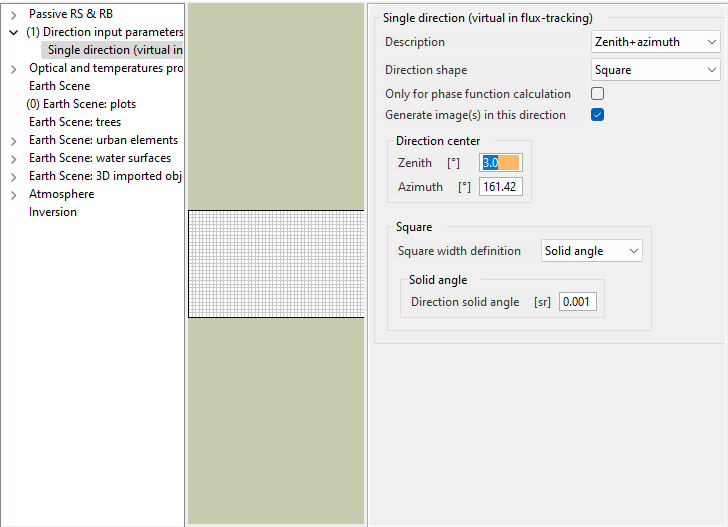 Passive RS & RB
(1) Direction input parameters
Single direction (virtual in
Optical and temperatures pro
Earth Scene
(0) Earth Scene: plots
Earth Scene: trees
Earth Scene: urban elements
Earth Scene: water surfaces
Earth Scene: 3D imported obj
Atmosphere
Inversion
Single direction (virtual in flux-tracking)
Description Zenith+azimuth
Direction shape Square
Only for phase function calculation
Generate image(s) in this direction
Direction center
Zenith [°] 3.0
Azimuth [°] 161.42
Square
Square width definition Solid angle
Solid angle
Direction solid angle [sr] 0.001